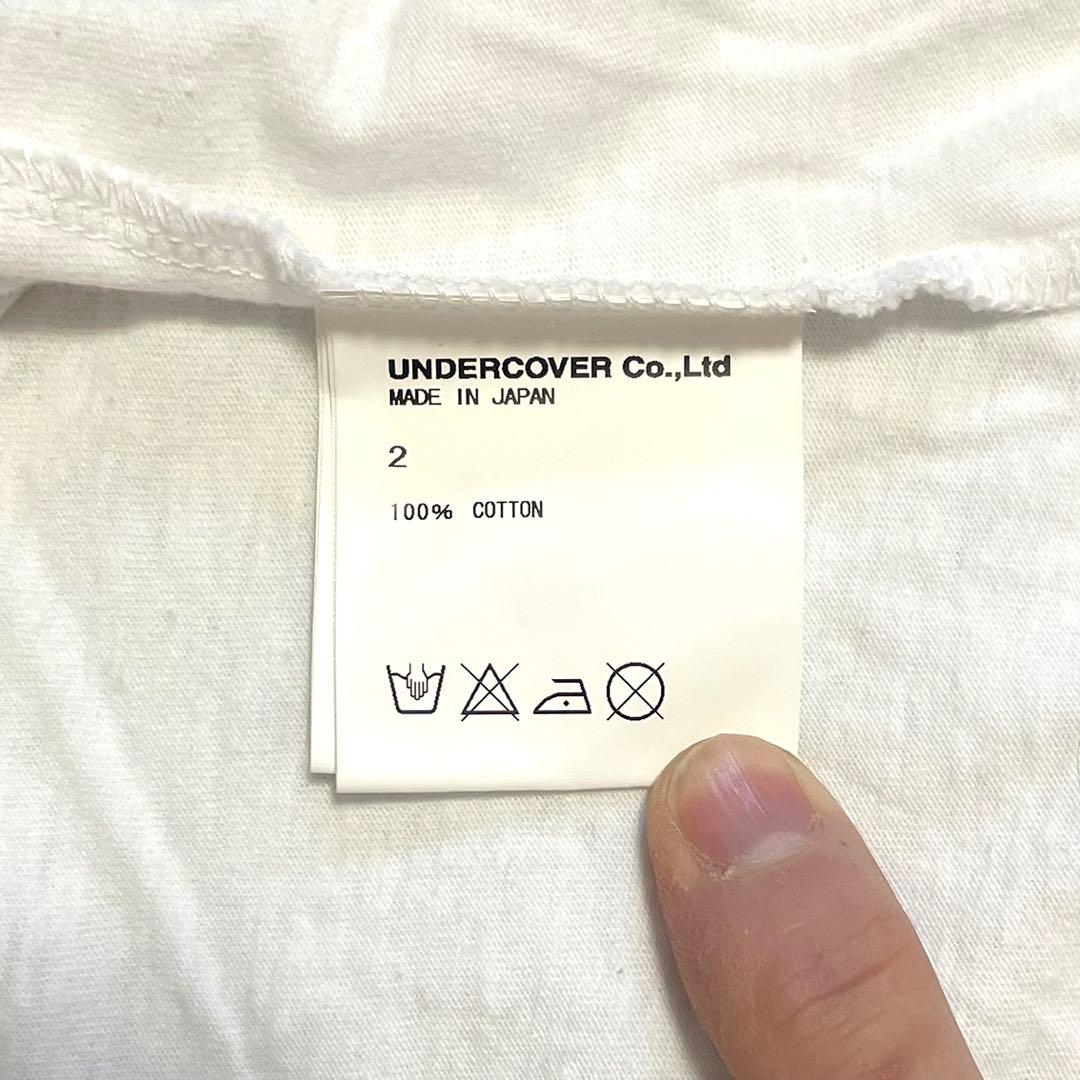 UNDERCOVER Co.,Ltd
MADE IN JAPAN
2
100% COTTON